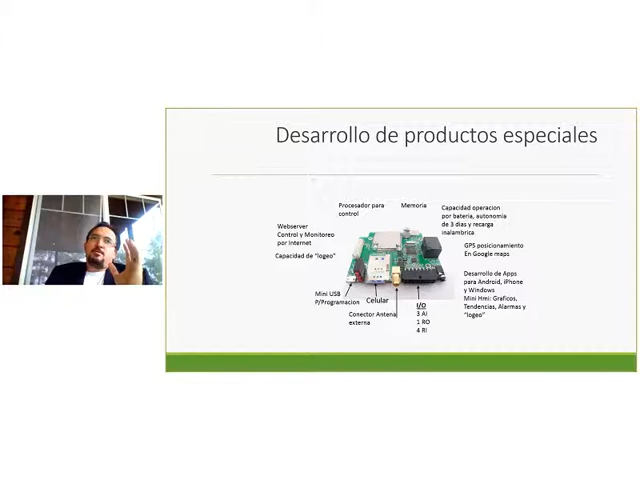 Desarrollo de productos especiales
Procesador para
control
Memoria
Capacidad operacion
por bateria, autonomia
de 3 dias y recarga
inalambrica
Webserver
Control y Monitoreo
por Internet
Capacidad de "logeo"
GPS posicionamiento
En Google maps
Desarrollo de Apps
para Android, iPhone
y Windows
Mini Hmi: Graficos,
Tendencias, Alarmas y
"logeo"
Mini USB
P/Programacion
Celular
Conector Antena
externa
I/O
3 AI
1 RO
4 RI